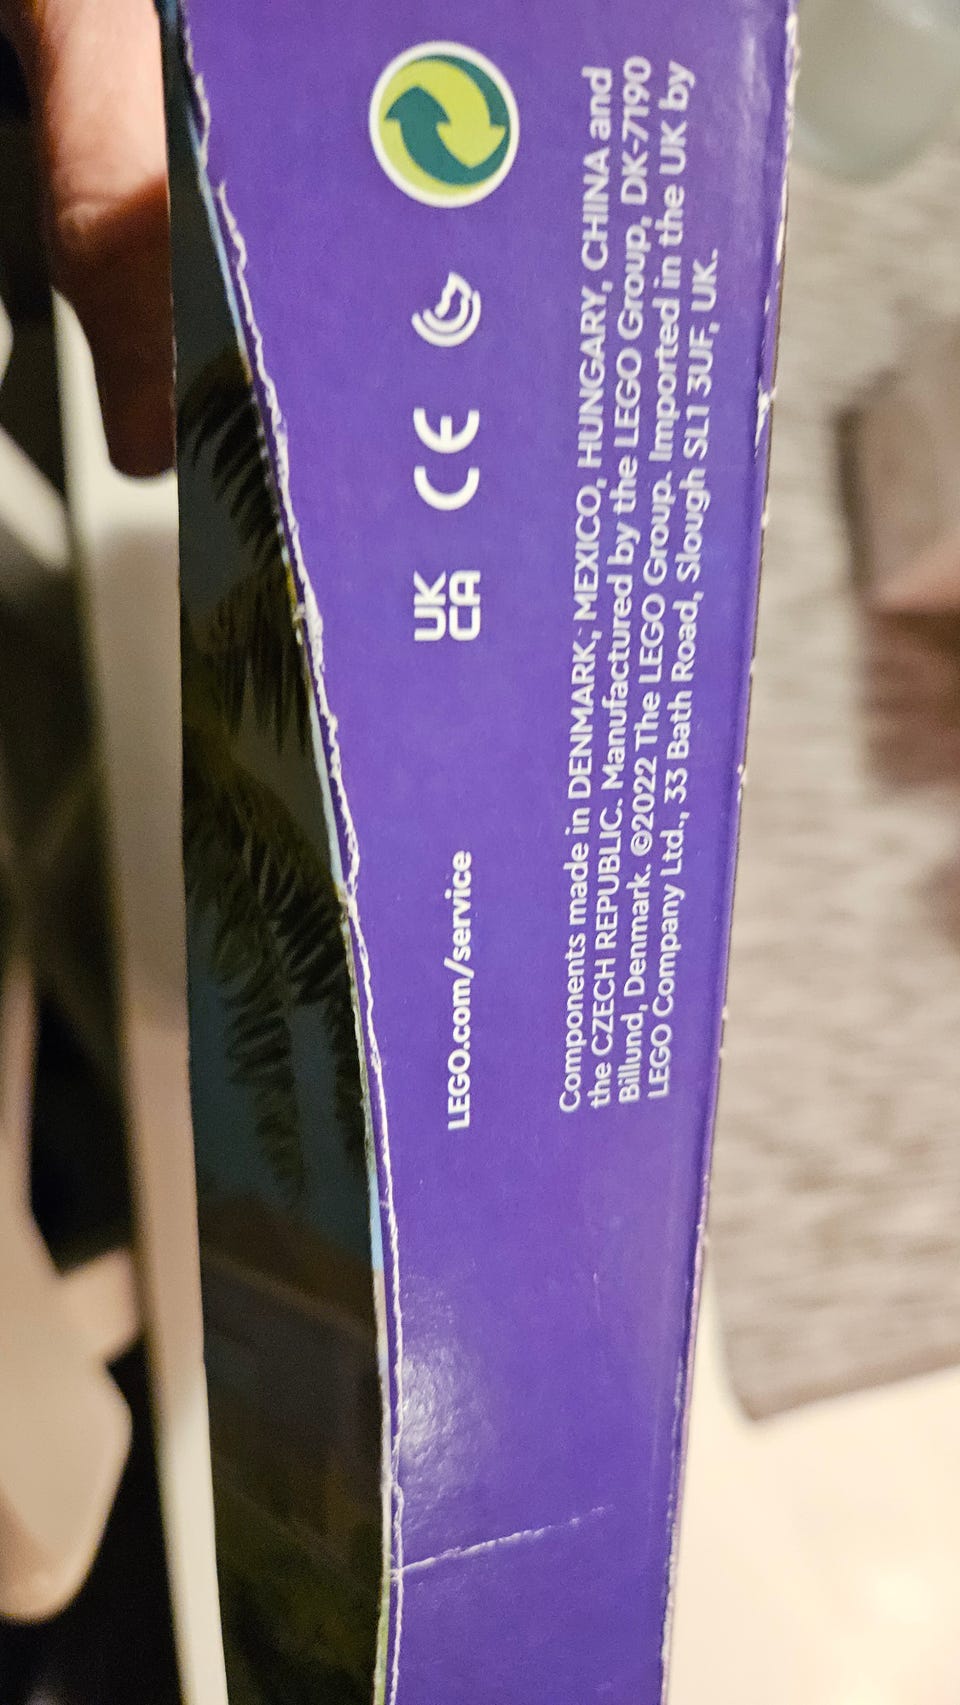 LEGO.com/service
UK
CA
CE
Components made in DENMARK, MEXICO, HUNGARY, CHINA and
the CZECH REPUBLIC. Manufactured by the LEGO Group, DK-7190
Billund, Denmark. ©2022 The LEGO Group. Imported in the UK by
LEGO Company Ltd., 33 Bath Road, Slough SL1 3UF, UK.